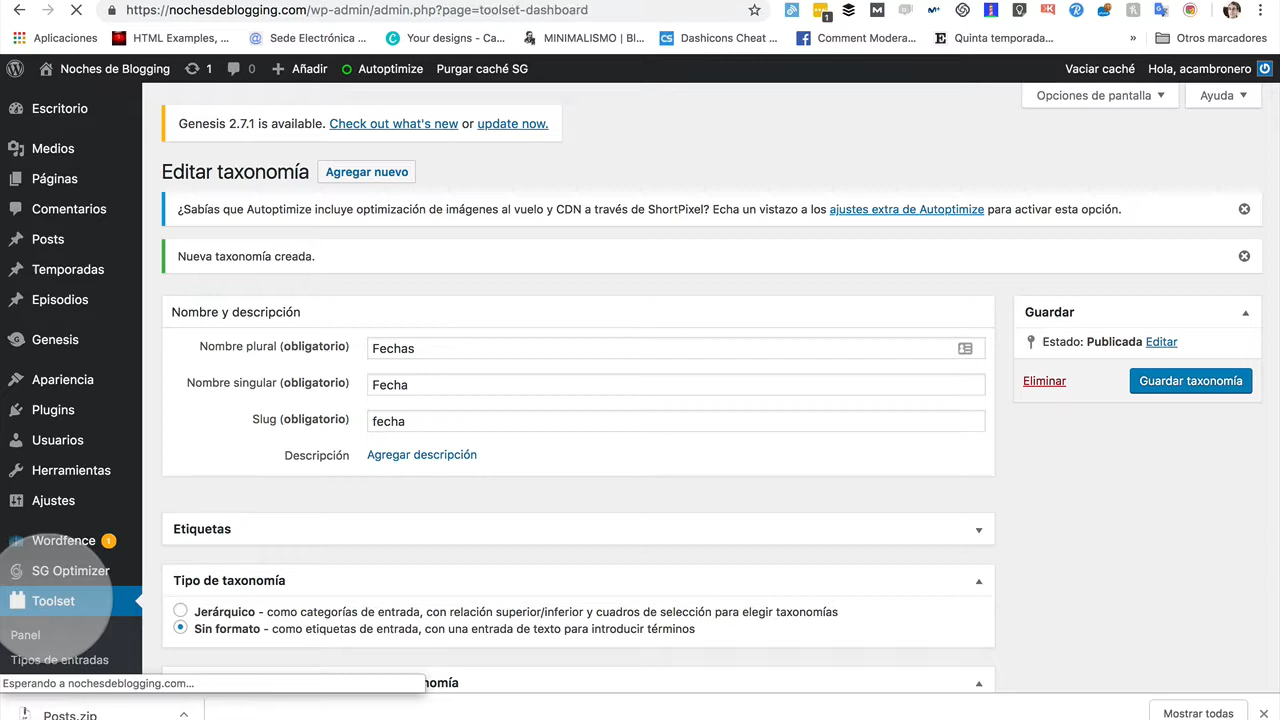 https://nochesdeblogging.com/wp-admin/admin.php?page=toolset-dashboard
Aplicaciones
HTML Examples, ...
Sede Electrónica ...
Your designs - Ca...
MINIMALISMO | Bl...
Dashicons Cheat ...
Comment Modera...
Quinta temporada...
»
Otros marcadores
Noches de Blogging
1
0
Añadir
Autoptimize
Purgar caché SG
Vaciar caché
Hola, acambronero
Opciones de pantalla
Ayuda
Escritorio
Medios
Páginas
Comentarios
Posts
Temporadas
Episodios
Genesis
Apariencia
Plugins
Usuarios
Herramientas
Ajustes
Wordfence 1
SG Optimizer
Toolset
Panel
Tipos de entradas
Genesis 2.7.1 is available. Check out what's new or update now.
Editar taxonomía
Agregar nuevo
¿Sabías que Autoptimize incluye optimización de imágenes al vuelo y CDN a través de ShortPixel? Echa un vistazo a los ajustes extra de Autoptimize para activar esta opción.
Nueva taxonomía creada.
Nombre y descripción
Nombre plural (obligatorio)
Fechas
Nombre singular (obligatorio)
Fecha
Slug (obligatorio)
fecha
Descripción
Agregar descripción
Guardar
Estado: Publicada Editar
Eliminar
Guardar taxonomía
Etiquetas
Tipo de taxonomía
Jerárquico - como categorías de entrada, con relación superior/inferior y cuadros de selección para elegir taxonomías
Sin formato - como etiquetas de entrada, con una entrada de texto para introducir términos
nomía
Esperando a nochesdeblogging.com...
Posts.zip
Mostrar todas